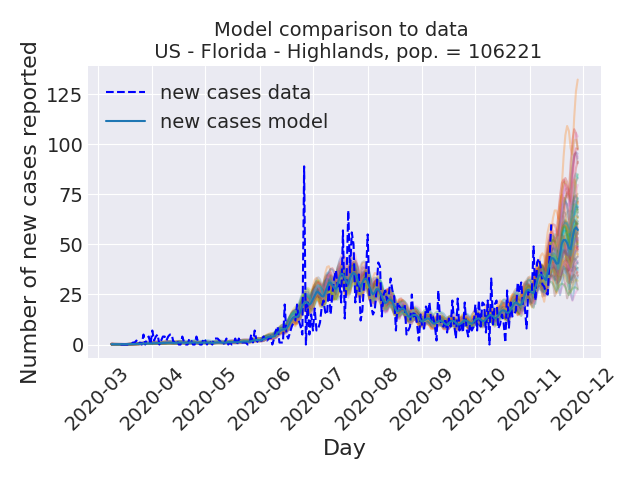 Model comparison to data
US - Florida - Highlands, pop. = 106221
Number of new cases reported
125
100
75
50
25
0
new cases data
new cases model
2020-03
2020-04
2020-05
2020-06
2020-07
2020-08
2020-09
2020-10
2020-11
2020-12
Day